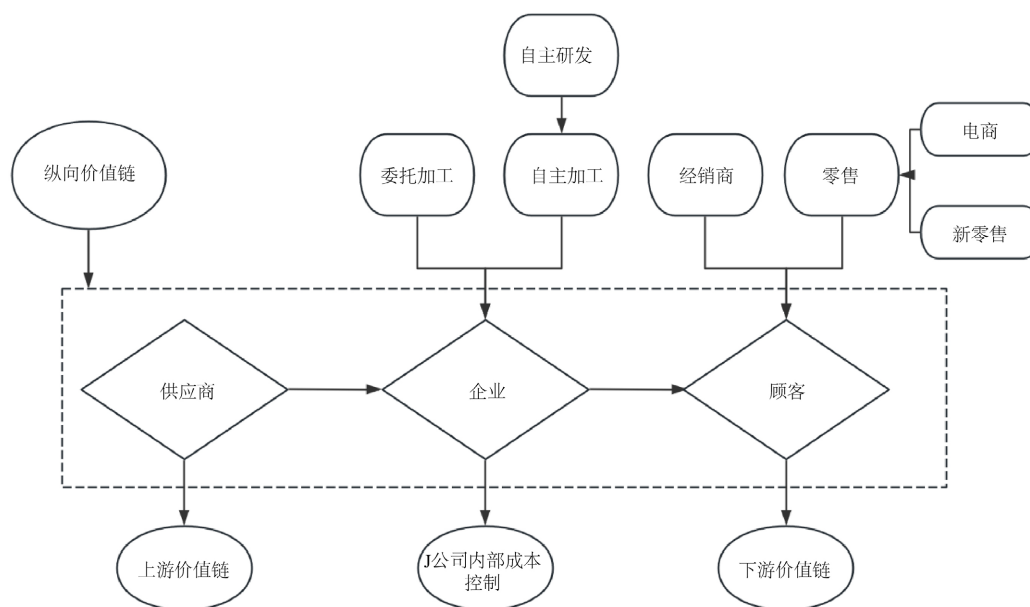 自主研发
电商
纵向价值链
委托加工
自主加工
经销商
零售
新零售
供应商
企业
顾客
上游价值链
J公司内部成本
控制
下游价值链